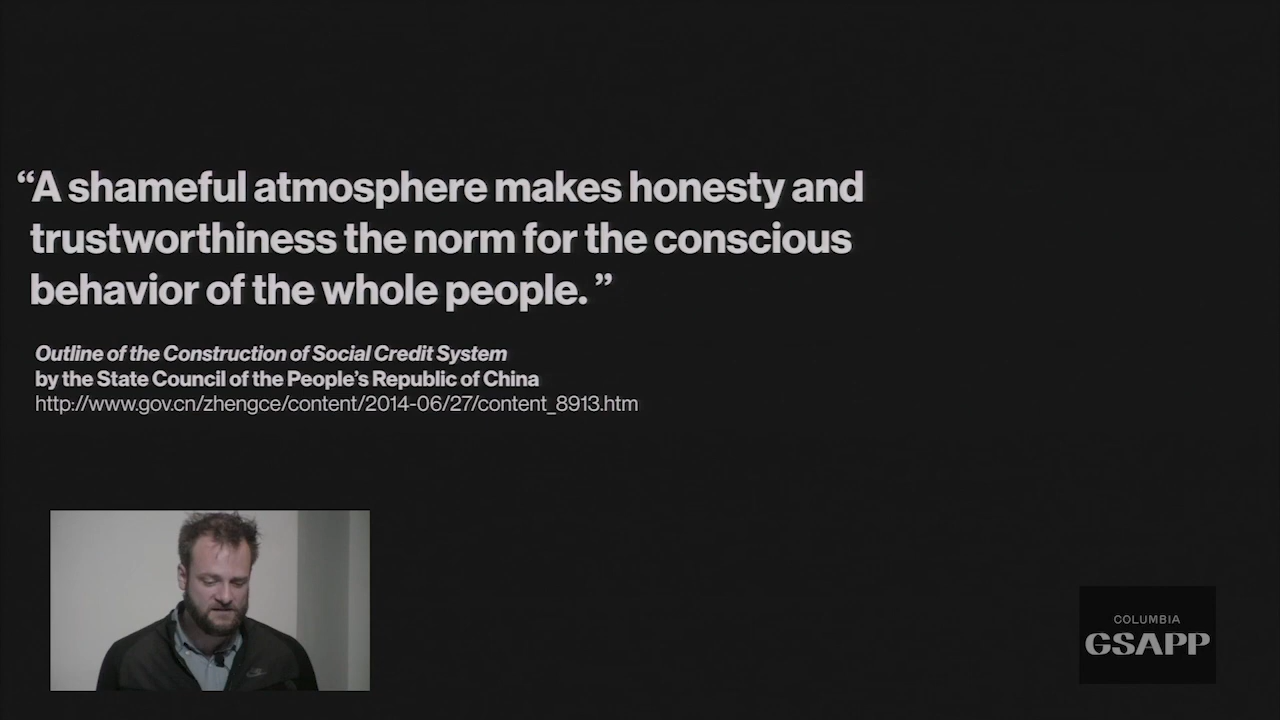 “A shameful atmosphere makes honesty and
trustworthiness the norm for the conscious
behavior of the whole people. ”
Outline of the Construction of Social Credit System
by the State Council of the People’s Republic of China
http://www.gov.cn/zhengce/content/2014-06/27/content_8913.htm
COLUMBIA
GSAPP